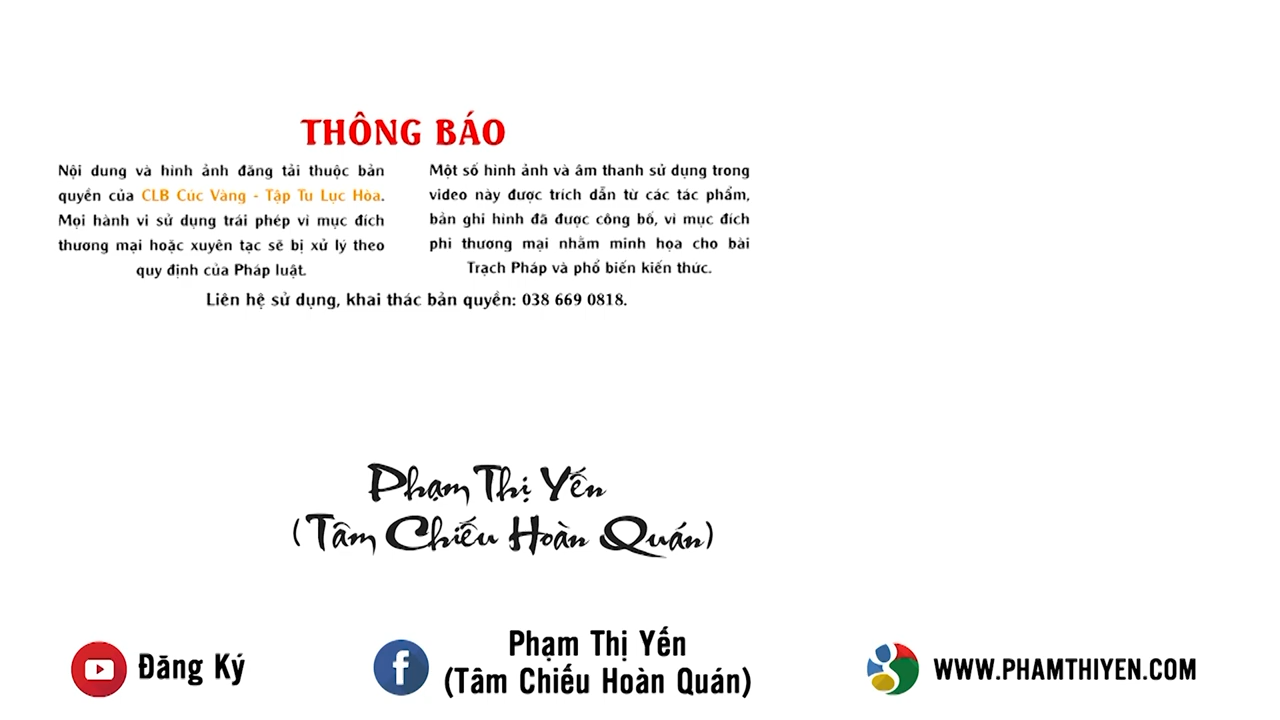 THÔNG BÁO
Nội dung và hình ảnh đăng tải thuộc bản
quyền của CLB Cúc Vàng - Tập Tu Lục Hòa.
Mọi hành vi sử dụng trái phép vì mục đích
thương mại hoặc xuyên tạc sẽ bị xử lý theo
quy định của Pháp luật.
Một số hình ảnh và âm thanh sử dụng trong
video này được trích dẫn từ các tác phẩm,
bản ghi hình đã được công bố, vì mục đích
phi thương mại nhằm minh họa cho bài
Trạch Pháp và phổ biến kiến thức.
Liên hệ sử dụng, khai thác bản quyền: 038 669 0818.
Phạm Thị Yến
(Tâm Chiếu Hoàn Quán)
Đăng Ký
Phạm Thị Yến
(Tâm Chiếu Hoàn Quán)
WWW.PHAMTHIYEN.COM